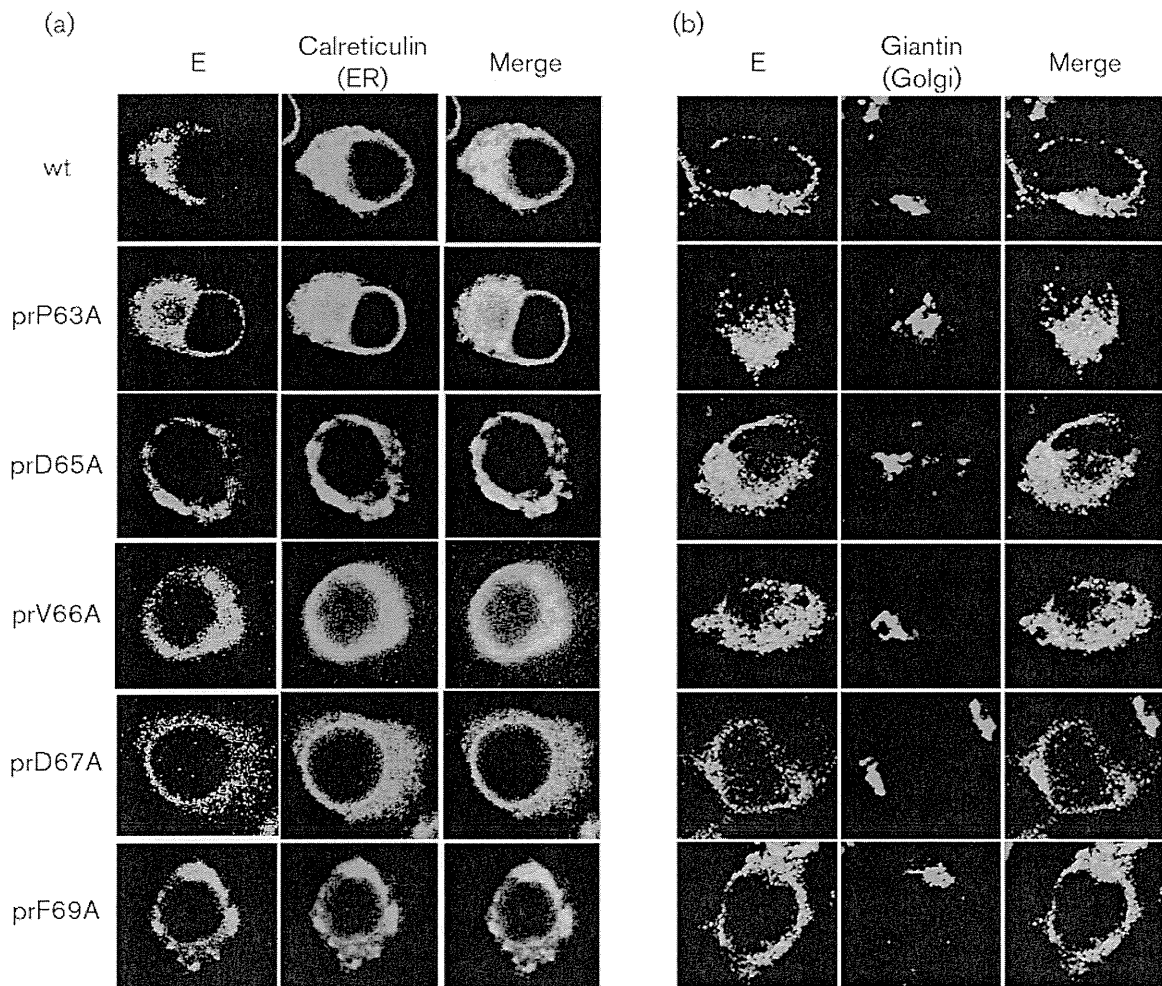 (a)
E
Calreticulin
(ER)
Merge
(b)
E
Giantin
(Golgi)
Merge
wt
prP63A
prD65A
prV66A
prD67A
prF69A